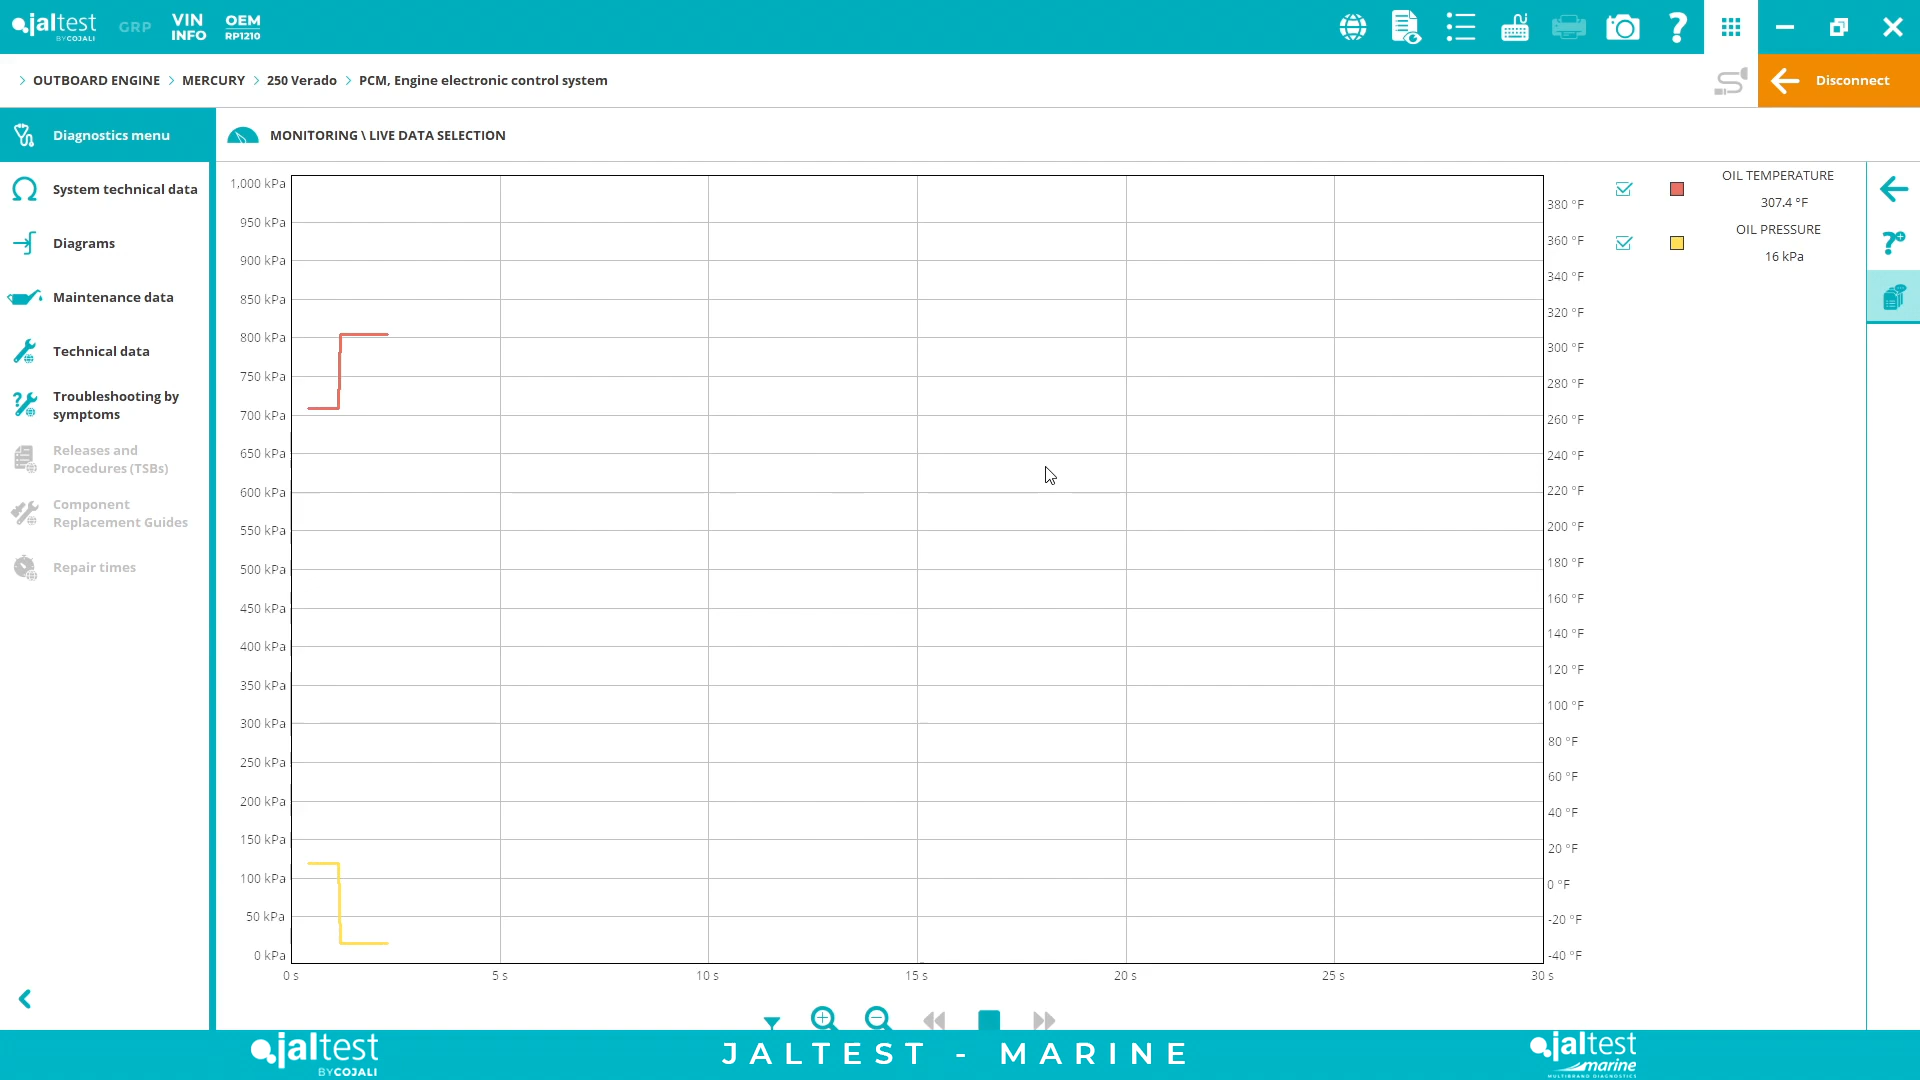 jaltest
BY COJALI
GRP
VIN
INFO
OEM
RP1210
OUTBOARD ENGINE
MERCURY
250 Verado
PCM, Engine electronic control system
Disconnect
Diagnostics menu
System technical data
Diagrams
Maintenance data
Technical data
Troubleshooting by
symptoms
Releases and
Procedures (TSBs)
Component
Replacement Guides
Repair times
MONITORING \ LIVE DATA SELECTION
1,000 kPa
950 kPa
900 kPa
850 kPa
800 kPa
750 kPa
700 kPa
650 kPa
600 kPa
550 kPa
500 kPa
450 kPa
400 kPa
350 kPa
300 kPa
250 kPa
200 kPa
150 kPa
100 kPa
50 kPa
0 kPa
0 s
5 s
10 s
15 s
20 s
25 s
30 s
380 °F
360 °F
340 °F
320 °F
300 °F
280 °F
260 °F
240 °F
220 °F
200 °F
180 °F
160 °F
140 °F
120 °F
100 °F
80 °F
60 °F
40 °F
20 °F
0 °F
-20 °F
-40 °F
OIL TEMPERATURE
307.4 °F
OIL PRESSURE
16 kPa
jaltest
BY COJALI
JALTEST - MARINE
jaltest
marine
MULTIBRAND DIAGNOSTICS